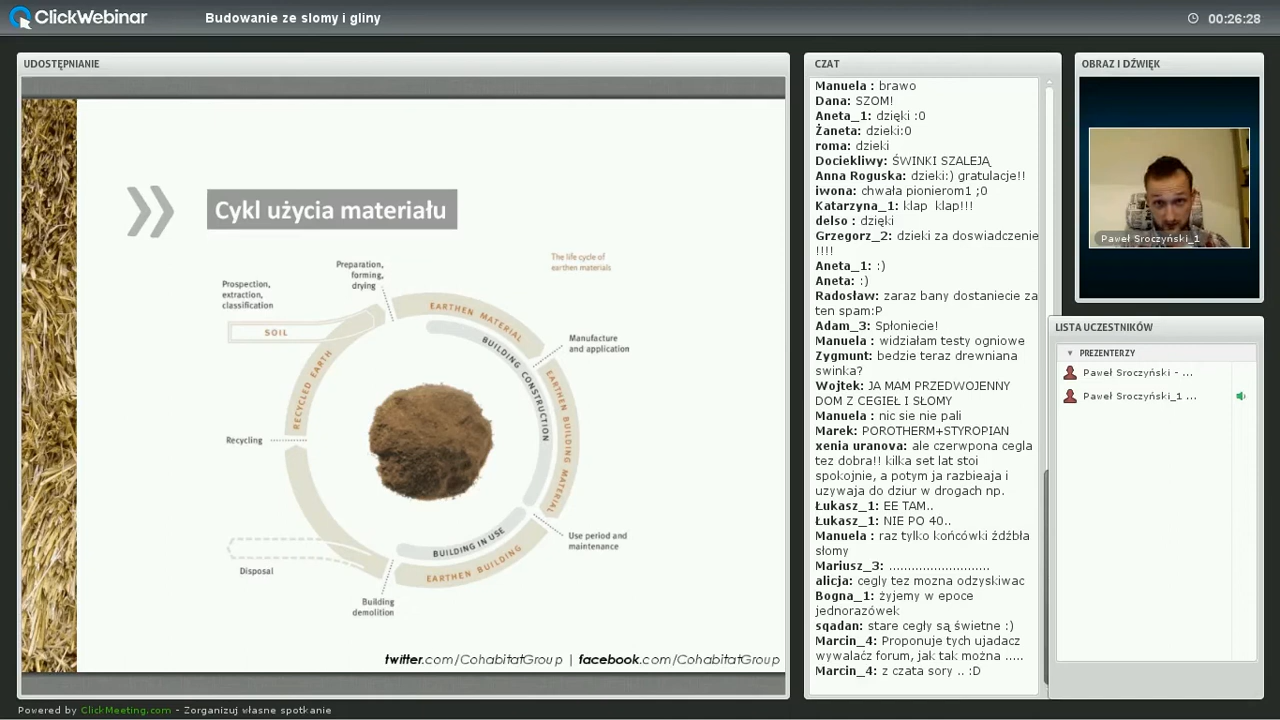 ClickWebinar
Budowanie ze slomy i gliny
00:26:28
UDOSTĘPNIANIE
Cykl użycia materiału
The life cycle of
earthen materials
Preparation,
forming,
drying
Prospection,
extraction,
classification
SOIL
EARTHEN MATERIAL
Manufacture
and application
BUILDING CONSTRUCTION
RECYCLED EARTH
EARTHEN BUILDING MATERIAL
Recycling
Use period and
maintenance
BUILDING IN USE
EARTHEN BUILDING
Disposal
Building
demolition
twitter.com/CohabitatGroup | facebook.com/CohabitatGroup
CZAT
Manuela : brawo
Dana: SZOM!
Aneta_1: dzięki :0
Żaneta: dzieki:0
roma: dzieki
Dociekliwy: ŚWINKI SZALEJĄ
Anna Roguska: dzieki:) gratulacje!!
iwona: chwała pionierom1 ;0
Katarzyna_1: klap klap!!!
delso : dzięki
Grzegorz_2: dzieki za doswiadczenie
!!!!
Aneta_1: :)
Aneta: :)
Radosław: zaraz bany dostaniecie za
ten spam:P
Adam_3: Spłoniecie!
Manuela : widziałam testy ogniowe
Zygmunt: bedzie teraz drewniana
swinka?
Wojtek: JA MAM PRZEDWOJENNY
DOM Z CEGIEŁ I SŁOMY
Manuela : nic sie nie pali
Marek: POROTHERM+STYROPIAN
xenia uranova: ale czerwpona cegla
tez dobra!! kilka set lat stoi
spokojnie, a potym ja razbieaja i
uzywaja do dziur w drogach np.
Łukasz_1: EE TAM..
Łukasz_1: NIE PO 40..
Manuela : raz tylko końcówki źdźbła
słomy
Mariusz_3: ..........................
alicja: cegly tez mozna odzyskiwac
Bogna_1: żyjemy w epoce
jednorazówek
sqadan: stare cegły są świetne :)
Marcin_4: Proponuje tych ujadacz
wywalaćz forum, jak tak można .....
Marcin_4: z czata sory .. :D
OBRAZ I DŹWIĘK
Paweł Sroczyński_1
LISTA UCZESTNIKÓW
PREZENTERZY
Paweł Sroczyński - ...
Paweł Sroczyński_1 ...
Powered by ClickMeeting.com - Zorganizuj własne spotkanie